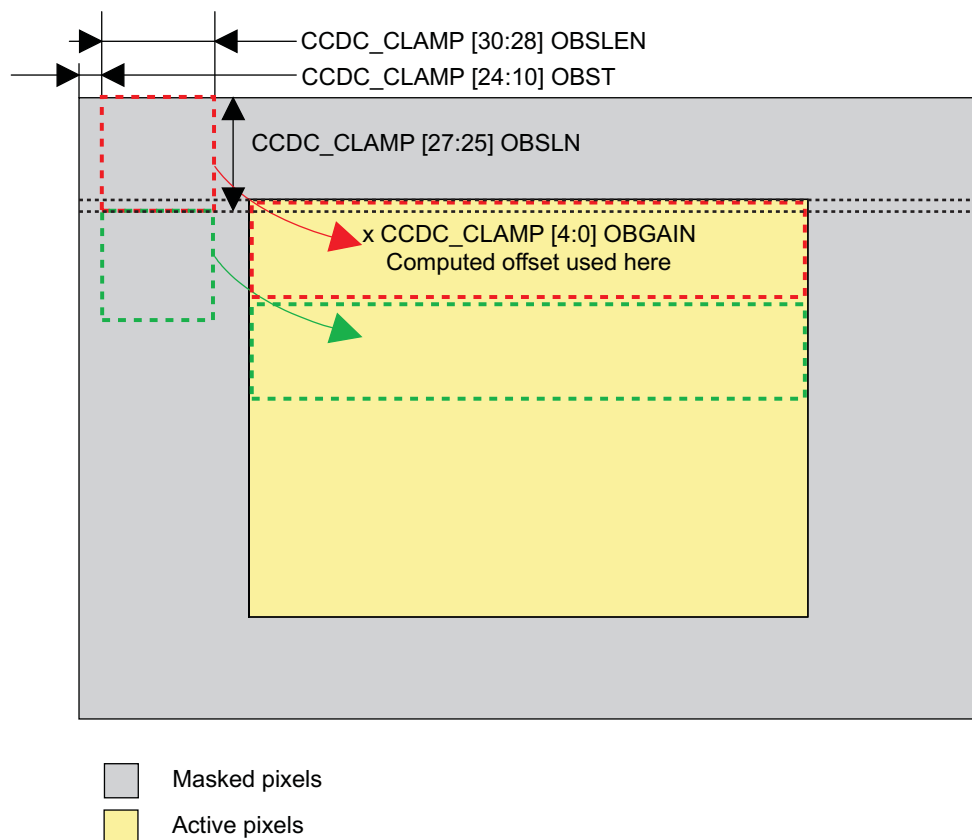 CCDC_CLAMP [30:28] OBSLEN
CCDC_CLAMP [24:10] OBST
CCDC_CLAMP [27:25] OBSLN
x CCDC_CLAMP [4:0] OBGAIN
Computed offset used here
Masked pixels
Active pixels